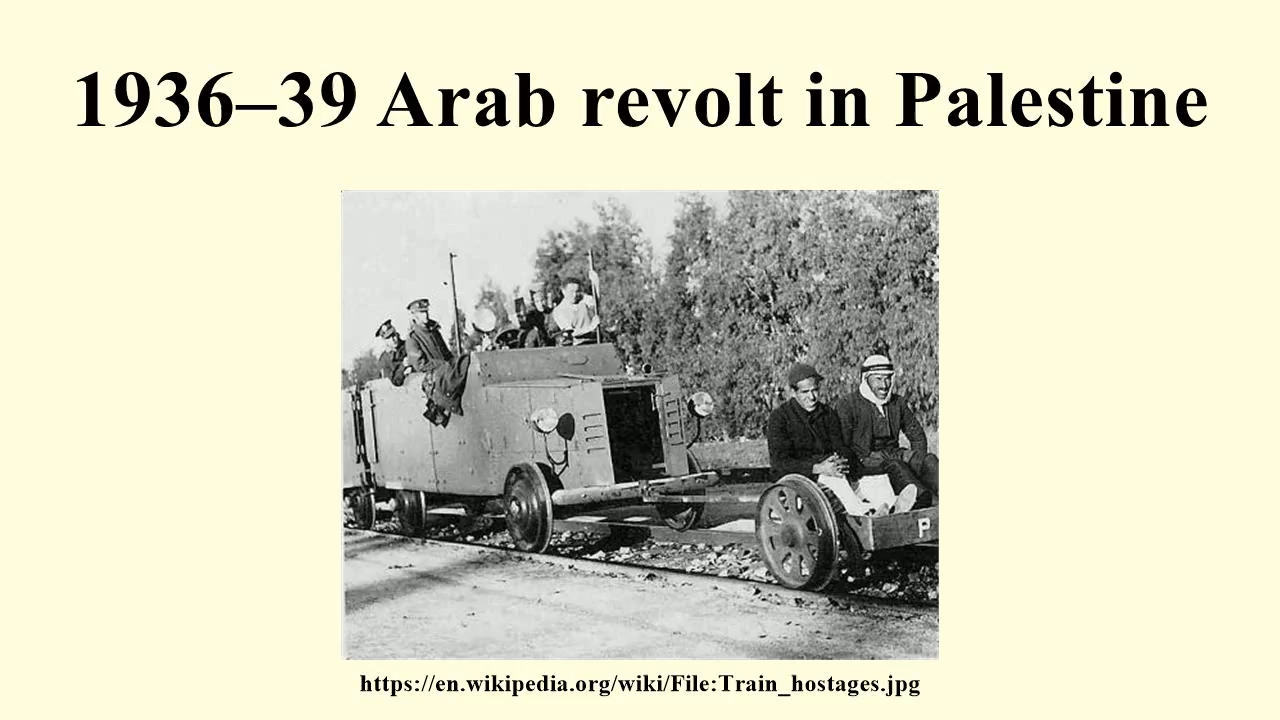 1936–39 Arab revolt in Palestine
P
https://en.wikipedia.org/wiki/File:Train_hostages.jpg